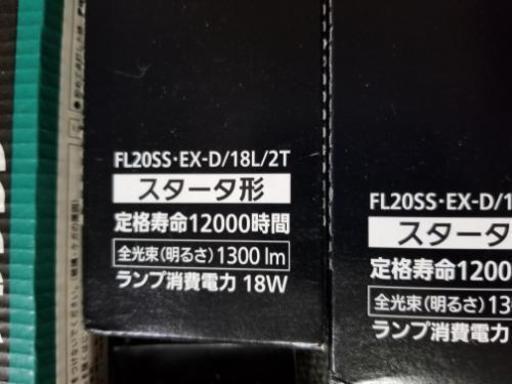 FL20SS・EX-D/18L/2T
スタータ形
定格寿命12000時間
全光束(明るさ) 1300 lm
ランプ消費電力 18W
FL20SS・EX-D/1
スタータ
定格寿命1200
全光束(明るさ) 13
ランプ消費電力